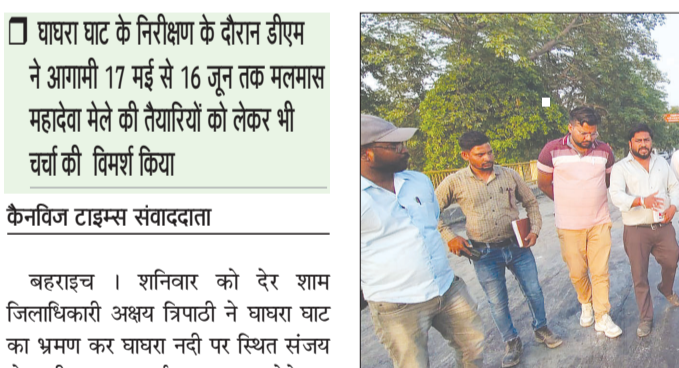 घाघरा घाट के निरीक्षण के दौरान डीएम
ने आगामी 17 मई से 16 जून तक मलमास
महादेवा मेले की तैयारियों को लेकर भी
चर्चा की विमर्श किया
कैनविज टाइम्स संवाददाता
बहराइच । शनिवार को देर शाम
जिलाधिकारी अक्षय त्रिपाठी ने घाघरा घाट
का भ्रमण कर घाघरा नदी पर स्थित संजय